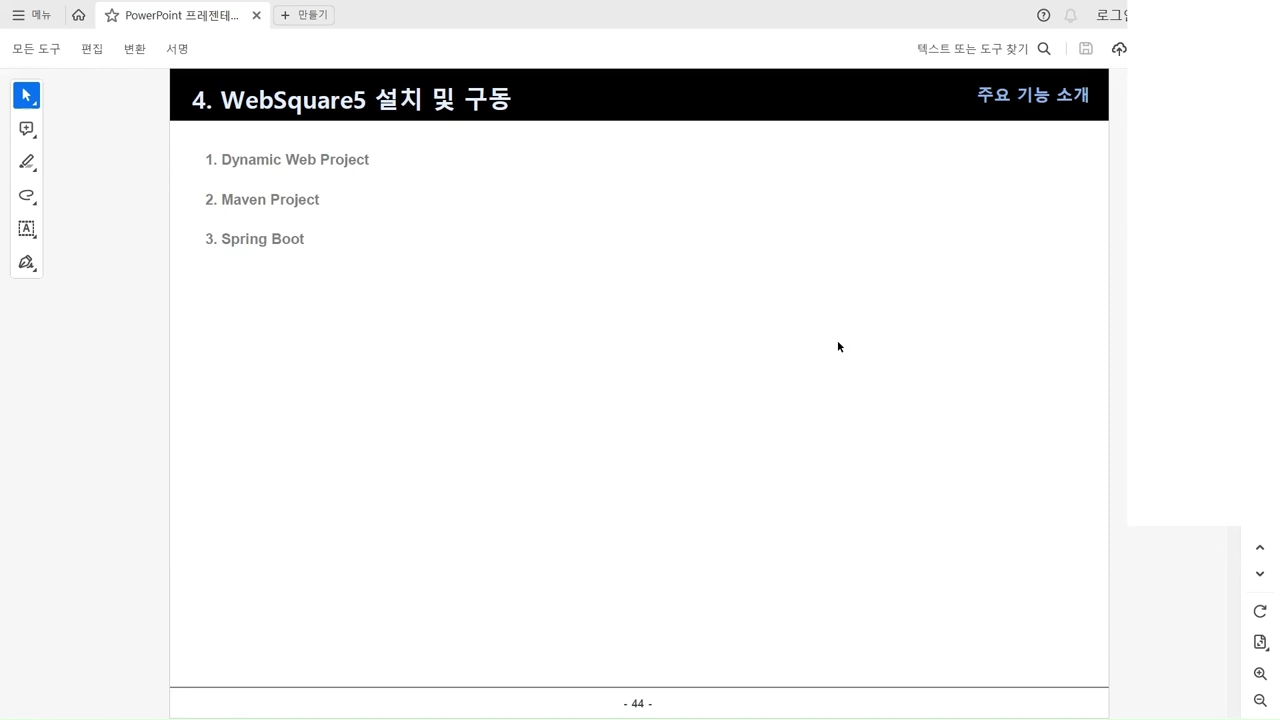 메뉴
PowerPoint 프레젠테...
만들기
모든 도구
편집
변환
서명
텍스트 또는 도구 찾기
4. WebSquare5 설치 및 구동
주요 기능 소개
1. Dynamic Web Project
2. Maven Project
3. Spring Boot
- 44 -